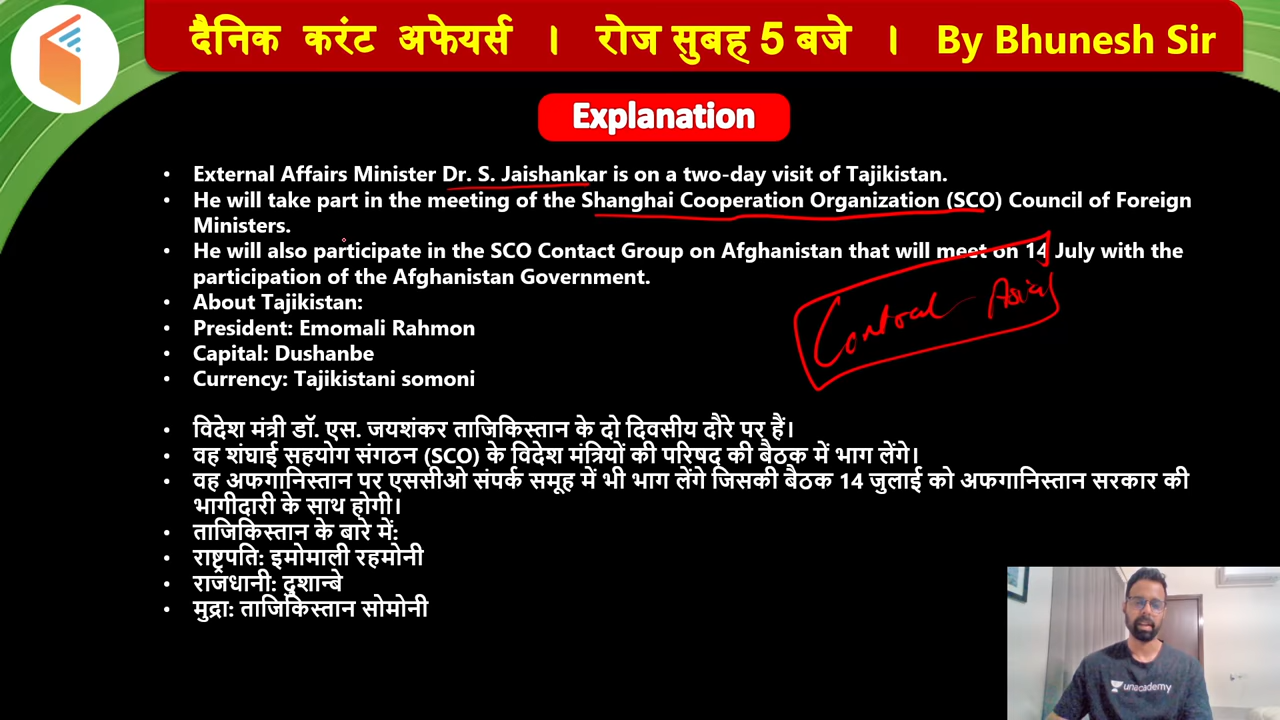 दैनिक करंट अफेयर्स । रोज सुबह 5 बजे । By Bhunesh Sir
Explanation
• External Affairs Minister Dr. S. Jaishankar is on a two-day visit of Tajikistan.
• He will take part in the meeting of the Shanghai Cooperation Organization (SCO) Council of Foreign
Ministers.
• He will also participate in the SCO Contact Group on Afghanistan that will meet on 14 July with the
participation of the Afghanistan Government.
• About Tajikistan:
• President: Emomali Rahmon
• Capital: Dushanbe
• Currency: Tajikistani somoni
Central Asia
• विदेश मंत्री डॉ. एस. जयशंकर ताजिकिस्तान के दो दिवसीय दौरे पर हैं।
• वह शंघाई सहयोग संगठन (SCO) के विदेश मंत्रियों की परिषद की बैठक में भाग लेंगे।
• वह अफगानिस्तान पर एससीओ संपर्क समूह में भी भाग लेंगे जिसकी बैठक 14 जुलाई को अफगानिस्तान सरकार की
भागीदारी के साथ होगी।
• ताजिकिस्तान के बारे में:
• राष्ट्रपति: इमोमाली रहमोनी
• राजधानी: दुशान्बे
• मुद्रा: ताजिकिस्तान सोमोनी
unacademy